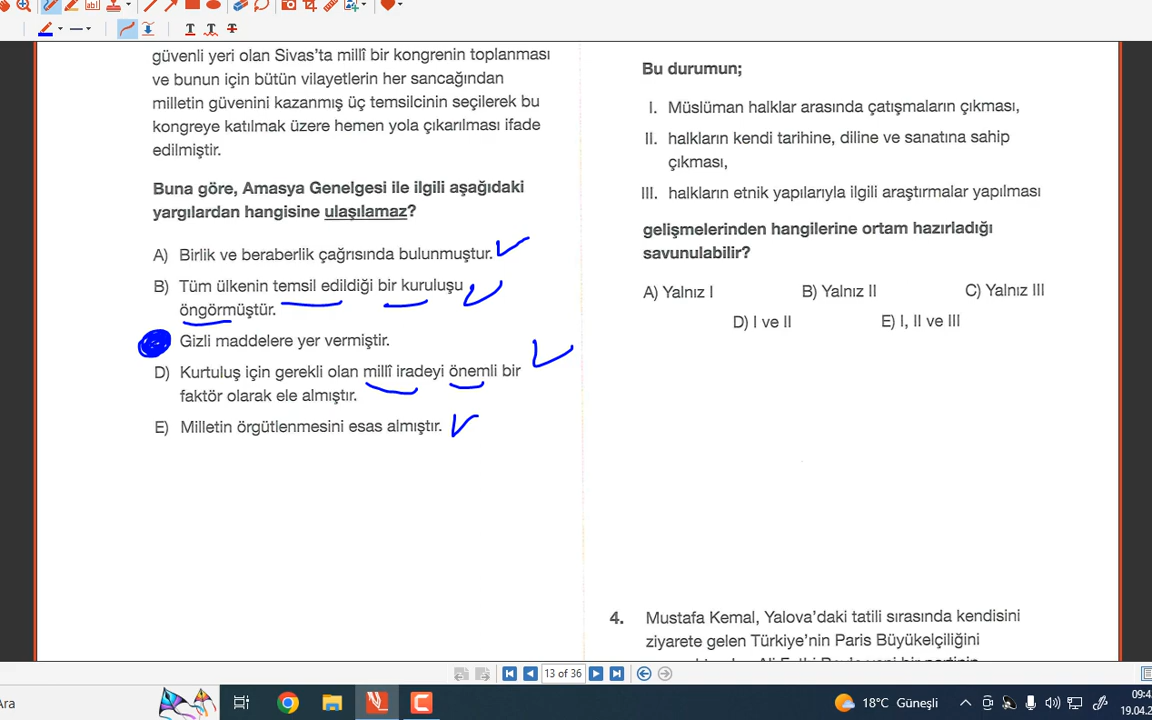 güvenli yeri olan Sivas'ta millî bir kongrenin toplanması
ve bunun için bütün vilayetlerin her sancağından
milletin güvenini kazanmış üç temsilcinin seçilerek bu
kongreye katılmak üzere hemen yola çıkarılması ifade
edilmiştir.
Buna göre, Amasya Genelgesi ile ilgili aşağıdaki
yargılardan hangisine ulaşılamaz?
A) Birlik ve beraberlik çağrısında bulunmuştur.
B) Tüm ülkenin temsil edildiği bir kuruluşu
öngörmüştür.
Gizli maddelere yer vermiştir.
D) Kurtuluş için gerekli olan millî iradeyi önemli bir
faktör olarak ele almıştır.
E) Milletin örgütlenmesini esas almıştır.
Bu durumun;
I. Müslüman halklar arasında çatışmaların çıkması,
II. halkların kendi tarihine, diline ve sanatına sahip
çıkması,
III. halkların etnik yapılarıyla ilgili araştırmalar yapılması
gelişmelerinden hangilerine ortam hazırladığı
savunulabilir?
A) Yalnız I B) Yalnız II C) Yalnız III
D) I ve II E) I, II ve III
4. Mustafa Kemal, Yalova'daki tatili sırasında kendisini
ziyarete gelen Türkiye'nin Paris Büyükelçiliğini
13 of 36
Ara
18°C Güneşli
09:4
19.04.2